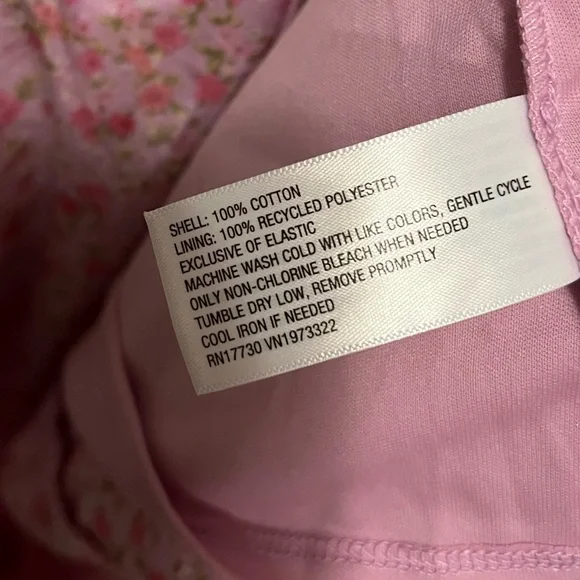 SHELL: 100% COTTON
LINING: 100% RECYCLED POLYESTER
EXCLUSIVE OF ELASTIC
MACHINE WASH COLD WITH LIKE COLORS, GENTLE CYCLE
ONLY NON-CHLORINE BLEACH WHEN NEEDED
TUMBLE DRY LOW, REMOVE PROMPTLY
COOL IRON IF NEEDED
RN17730 VN1973322